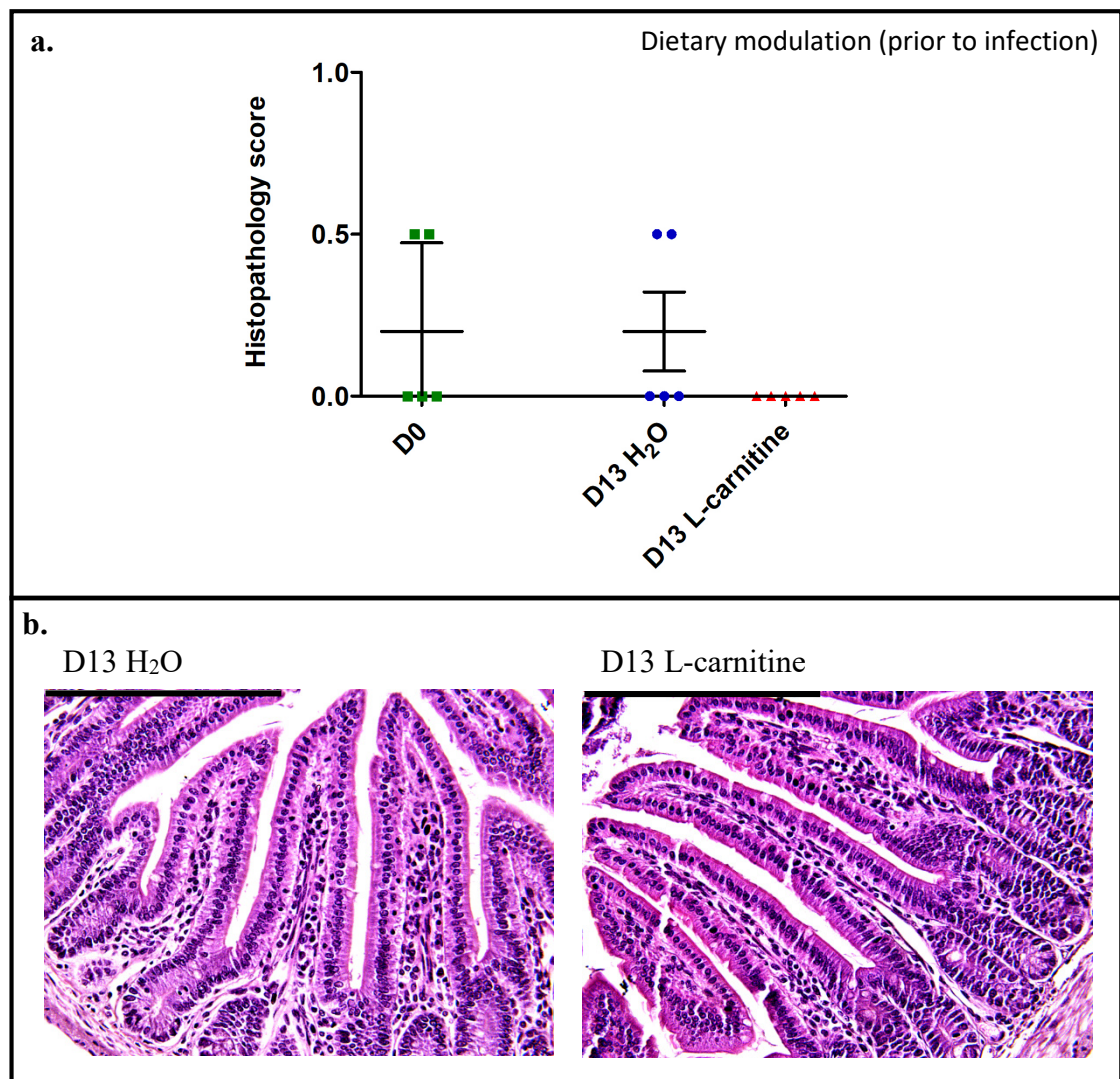 a.
Dietary modulation (prior to infection)
Histopathology score
1.0
0.5
0.0
D0
D13 H₂O
D13 L-carnitine
b.
D13 H₂O
D13 L-carnitine